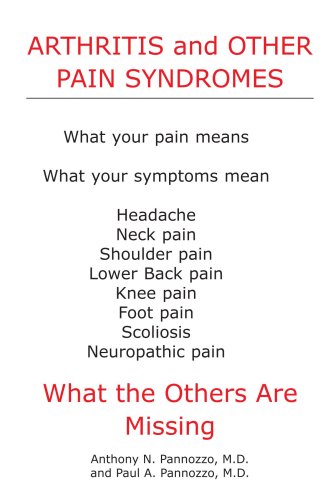 ARTHRITIS and OTHER
PAIN SYNDROMES
What your pain means
What your symptoms mean
Headache
Neck pain
Shoulder pain
Lower Back pain
Knee pain
Foot pain
Scoliosis
Neuropathic pain
What the Others Are
Missing
Anthony N. Pannozzo, M.D.
and Paul A. Pannozzo, M.D.